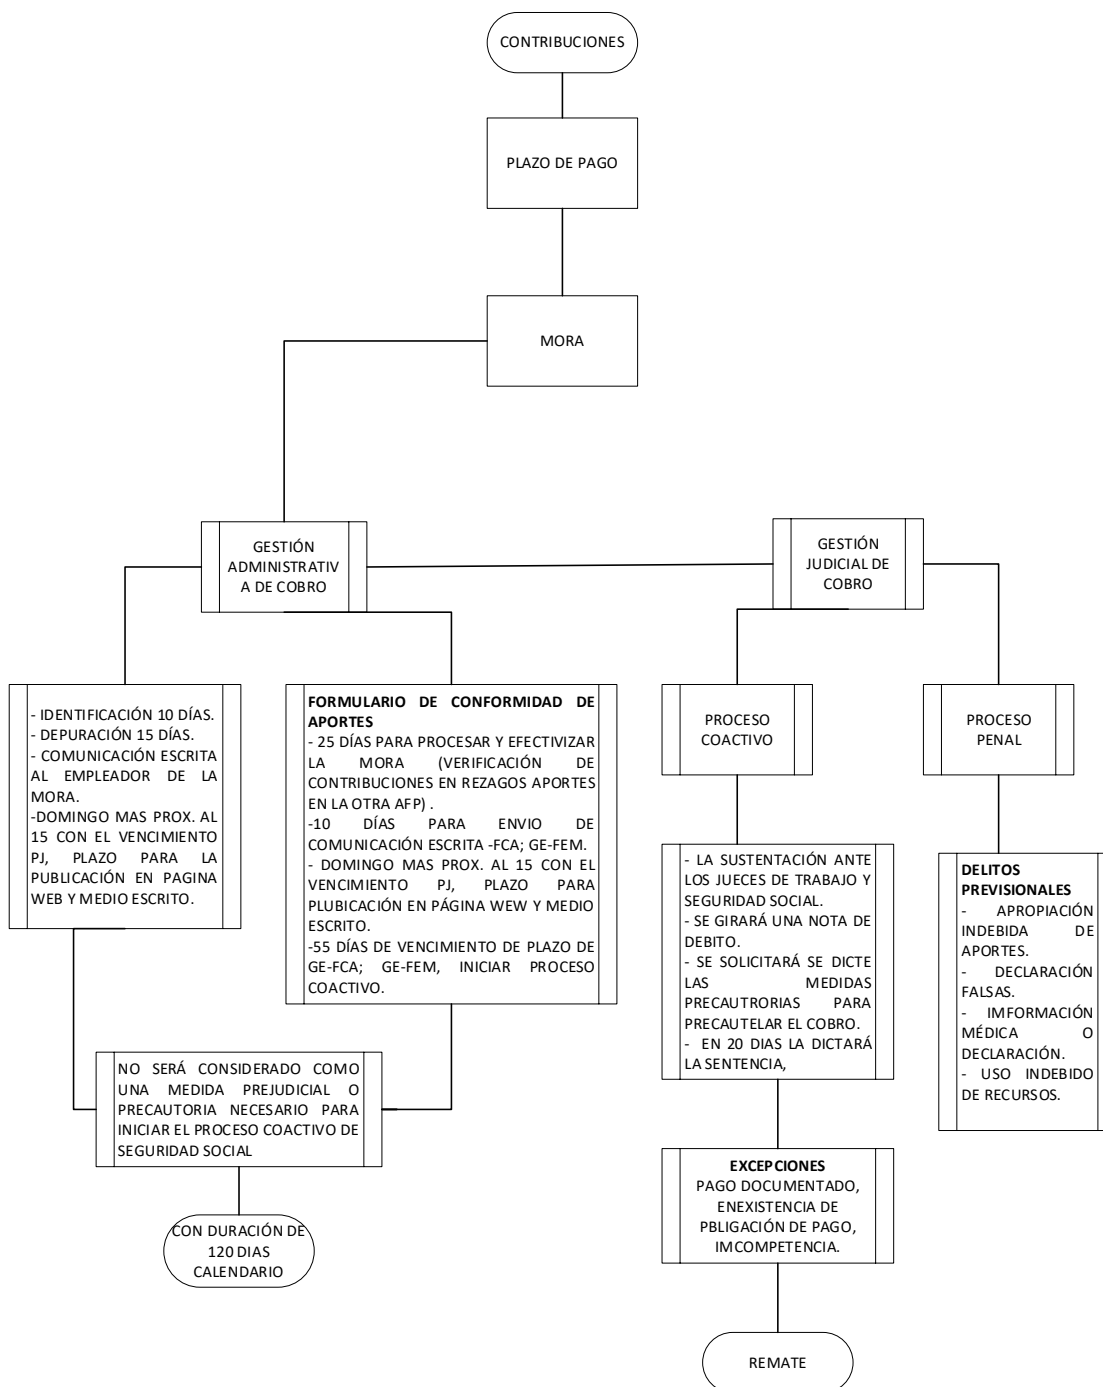 CONTRIBUCIONES
PLAZO DE PAGO
MORA
GESTIÓN
ADMINISTRATIV
A DE COBRO
GESTIÓN
JUDICIAL DE
COBRO
- IDENTIFICACIÓN 10 DÍAS.
- DEPURACIÓN 15 DÍAS.
- COMUNICACIÓN ESCRITA
AL EMPLEADOR DE LA
MORA.
-DOMINGO MAS PROX. AL
15 CON EL VENCIMIENTO
PJ, PLAZO PARA LA
PUBLICACIÓN EN PAGINA
WEB Y MEDIO ESCRITO.
FORMULARIO DE CONFORMIDAD DE
APORTES
- 25 DÍAS PARA PROCESAR Y EFECTIVIZAR
LA MORA (VERIFICACIÓN DE
CONTRIBUCIONES EN REZAGOS APORTES
EN LA OTRA AFP) .
-10 DÍAS PARA ENVIO DE
COMUNICACIÓN ESCRITA -FCA; GE-FEM.
- DOMINGO MAS PROX. AL 15 CON EL
VENCIMIENTO PJ, PLAZO PARA
PLUBICACIÓN EN PÁGINA WEW Y MEDIO
ESCRITO.
-55 DÍAS DE VENCIMIENTO DE PLAZO DE
GE-FCA; GE-FEM, INICIAR PROCESO
COACTIVO.
PROCESO
COACTIVO
PROCESO
PENAL
- LA SUSTENTACIÓN ANTE
LOS JUECES DE TRABAJO Y
SEGURIDAD SOCIAL.
- SE GIRARÁ UNA NOTA DE
DEBITO.
- SE SOLICITARÁ SE DICTE
LAS MEDIDAS
PRECAUTRORIAS PARA
PRECAUTELAR EL COBRO.
- EN 20 DIAS LA DICTARÁ
LA SENTENCIA,
DELITOS
PREVISIONALES
- APROPIACIÓN
INDEBIDA DE
APORTES.
- DECLARACIÓN
FALSAS.
- IMFORMACIÓN
MÉDICA O
DECLARACIÓN.
- USO INDEBIDO
DE RECURSOS.
NO SERÁ CONSIDERADO COMO
UNA MEDIDA PREJUDICIAL O
PRECAUTORIA NECESARIO PARA
INICIAR EL PROCESO COACTIVO DE
SEGURIDAD SOCIAL
EXCEPCIONES
PAGO DOCUMENTADO,
ENEXISTENCIA DE
PBLIGACIÓN DE PAGO,
IMCOMPETENCIA.
CON DURACIÓN DE
120 DIAS
CALENDARIO
REMATE